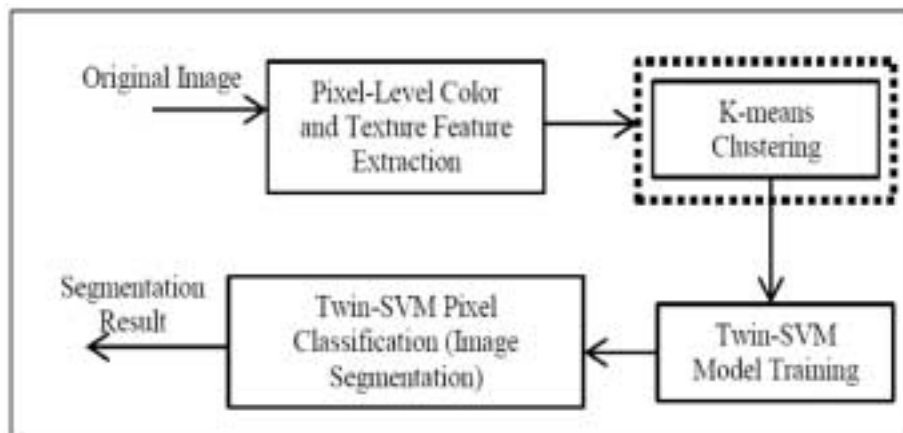 Original Image
Pixel-Level Color
and Texture Feature
Extraction
K-means
Clustering
Twin-SVM
Model Training
Twin-SVM Pixel
Classification (Image
Segmentation)
Segmentation
Result